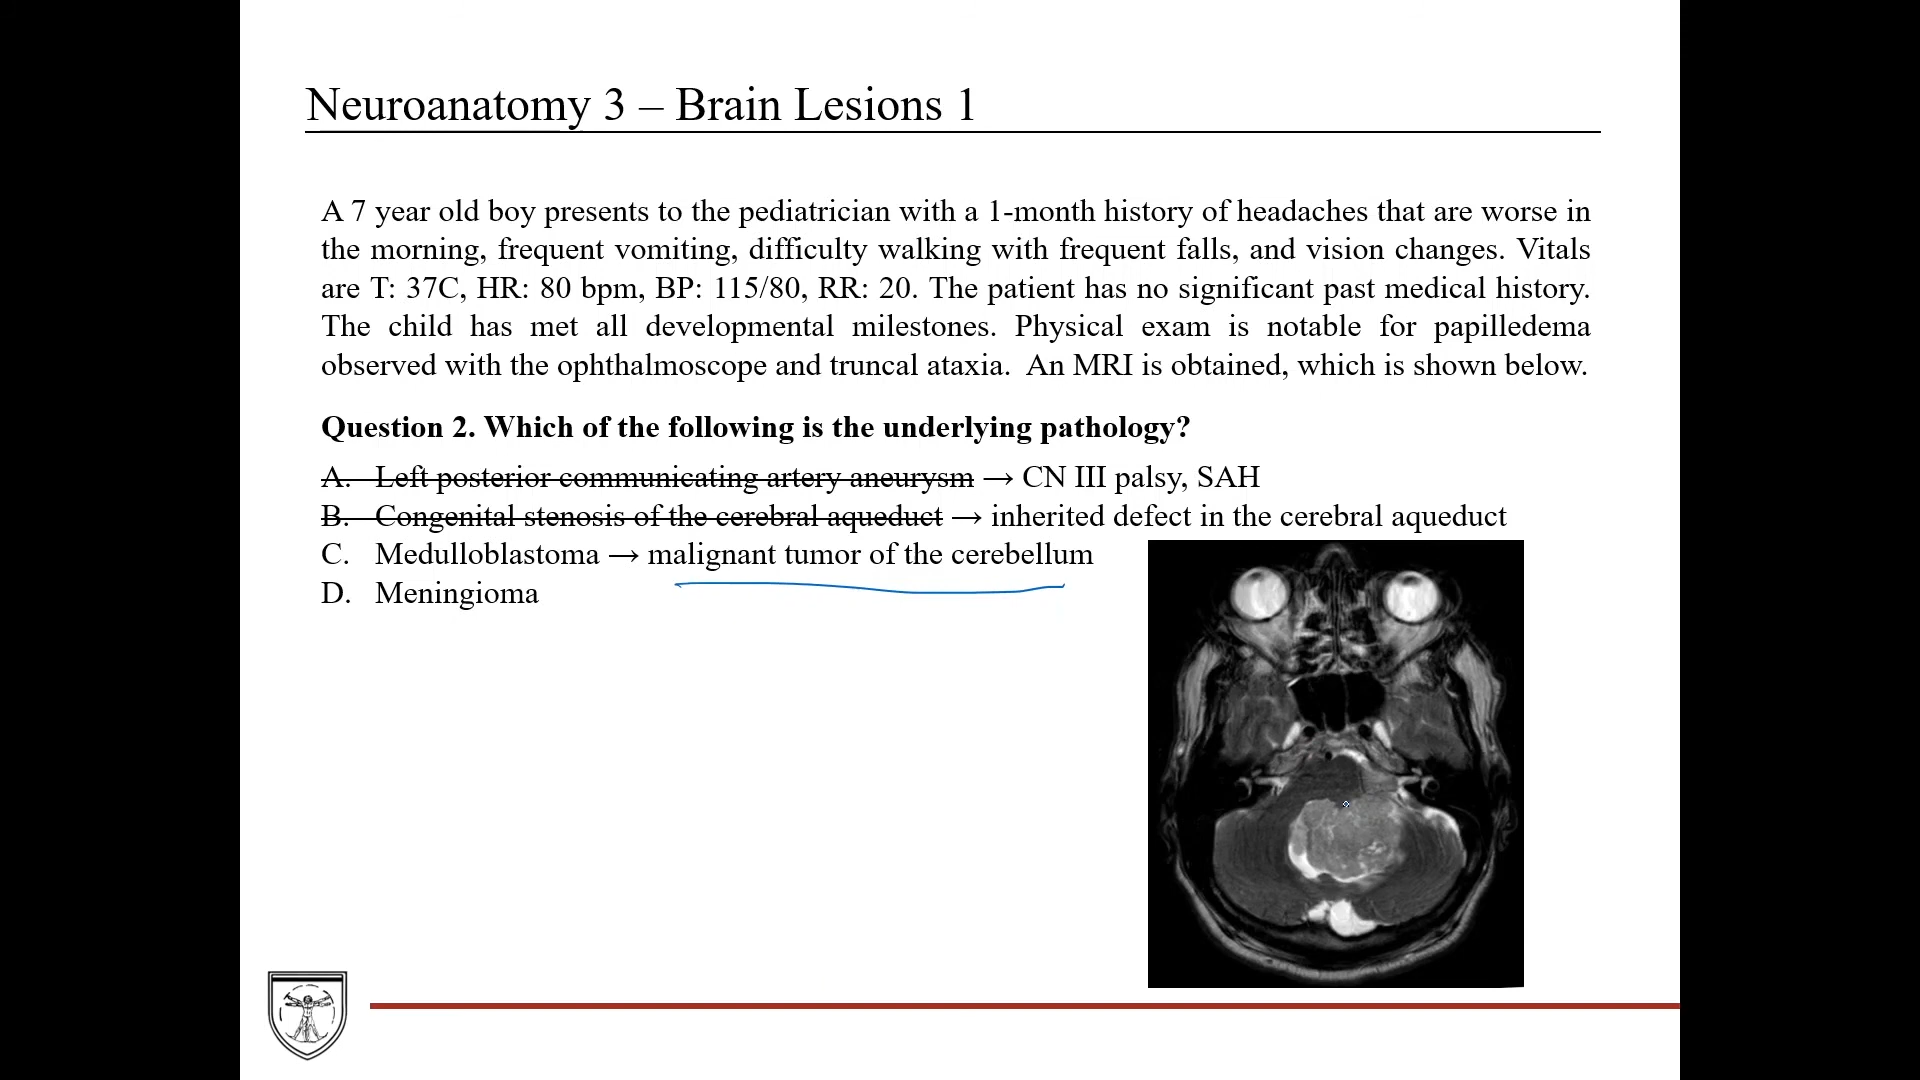 Neuroanatomy 3 – Brain Lesions 1
A 7 year old boy presents to the pediatrician with a 1-month history of headaches that are worse in
the morning, frequent vomiting, difficulty walking with frequent falls, and vision changes. Vitals
are T: 37C, HR: 80 bpm, BP: 115/80, RR: 20. The patient has no significant past medical history.
The child has met all developmental milestones. Physical exam is notable for papilledema
observed with the ophthalmoscope and truncal ataxia. An MRI is obtained, which is shown below.
Question 2. Which of the following is the underlying pathology?
A. Left posterior communicating artery aneurysm → CN III palsy, SAH
B. Congenital stenosis of the cerebral aqueduct → inherited defect in the cerebral aqueduct
C. Medulloblastoma → malignant tumor of the cerebellum
D. Meningioma